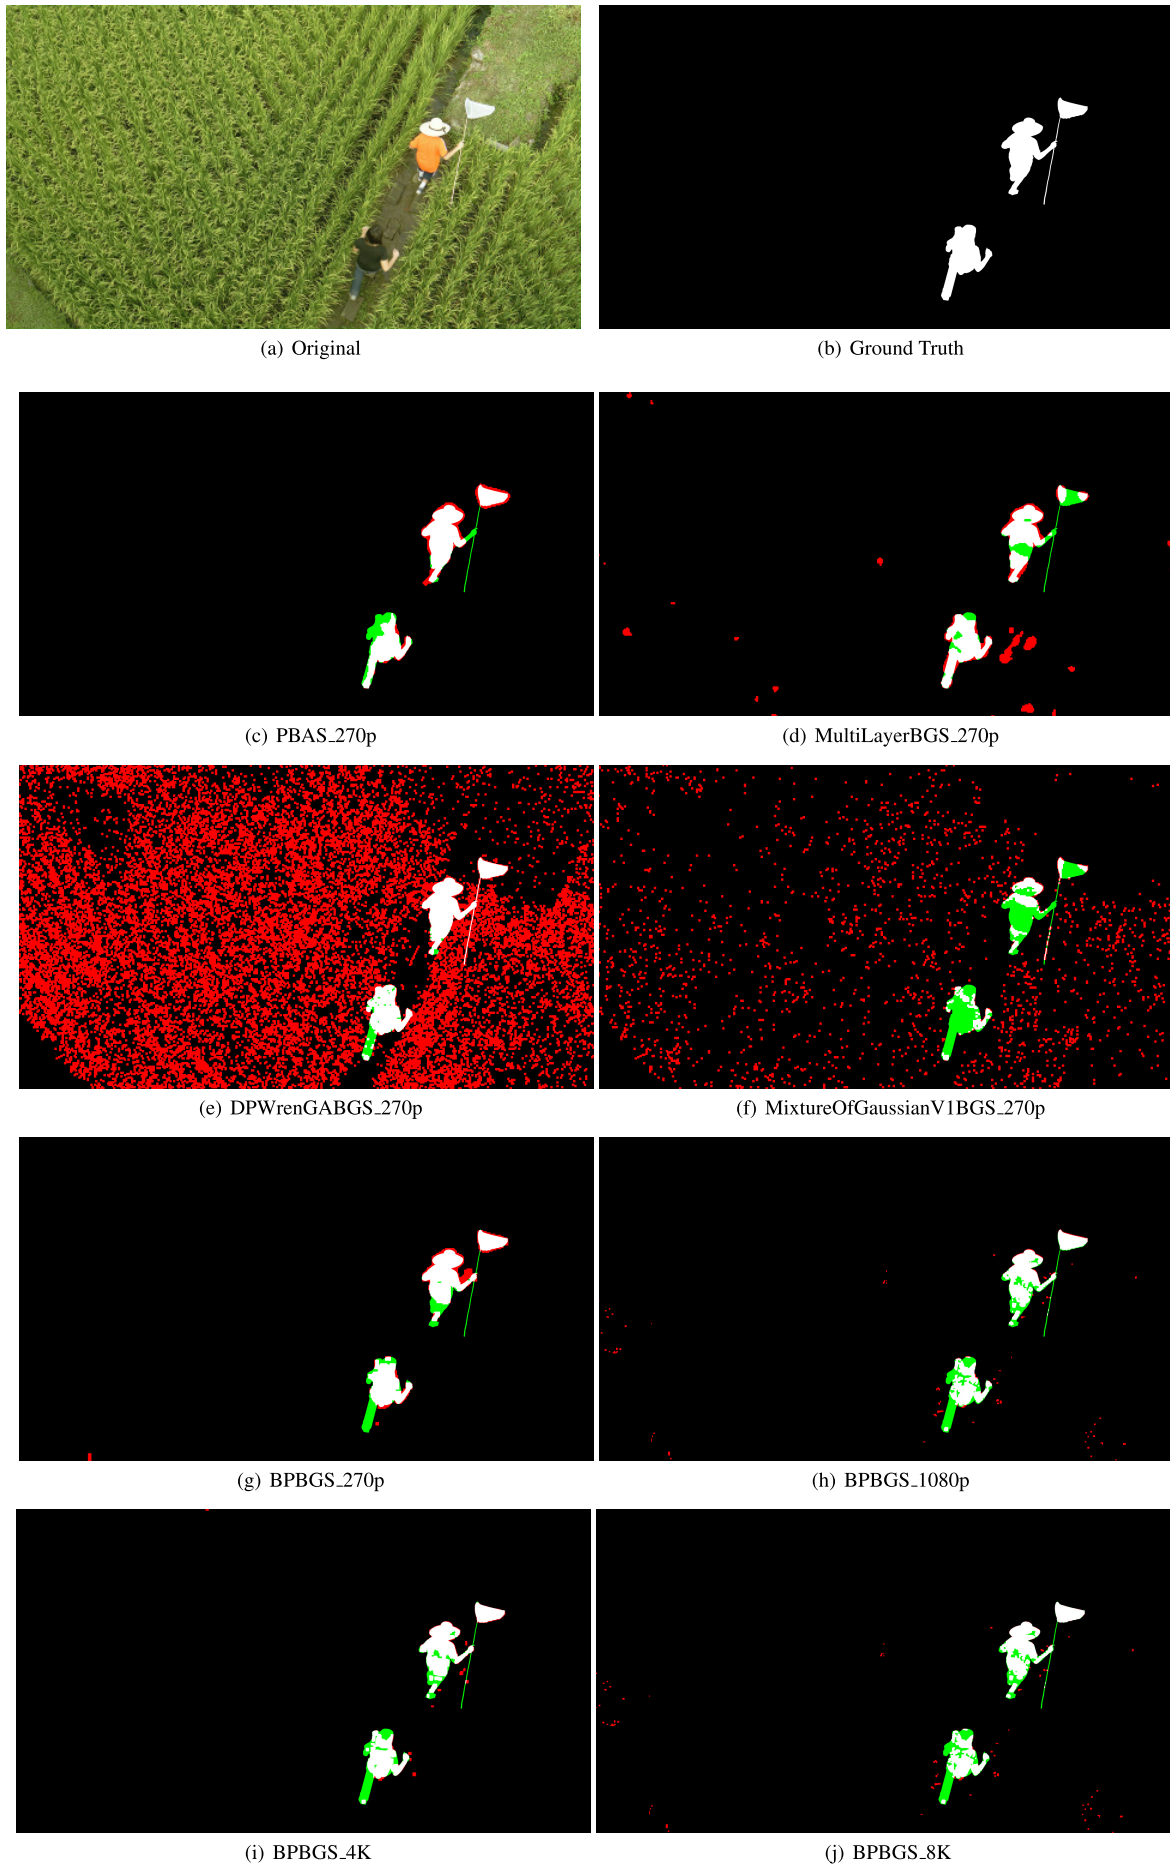 (a) Original
(b) Ground Truth
(c) PBAS_270p
(d) MultiLayerBGS_270p
(e) DPWrenGABGS_270p
(f) MixtureOfGaussianV1BGS_270p
(g) BPBGS_270p
(h) BPBGS_1080p
(i) BPBGS_4K
(j) BPBGS_8K